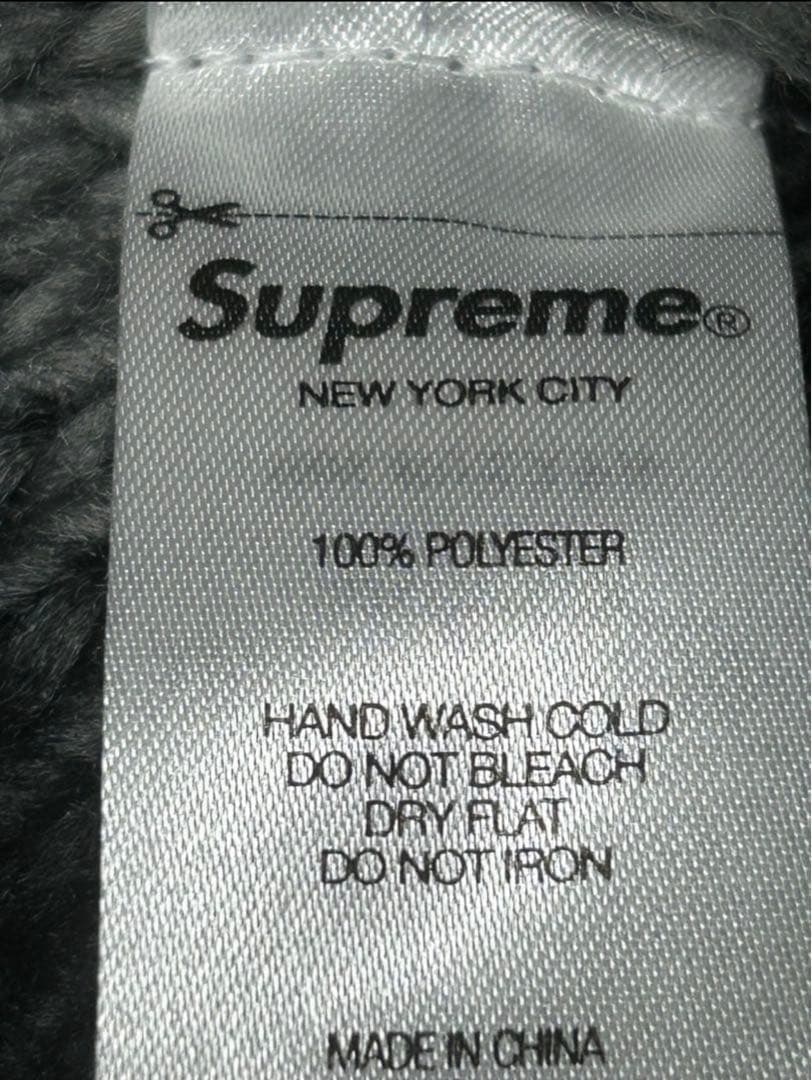 Supreme®
NEW YORK CITY
100% POLYESTER
HAND WASH COLD
DO NOT BLEACH
DRY FLAT
DO NOT IRON
MADE IN CHINA